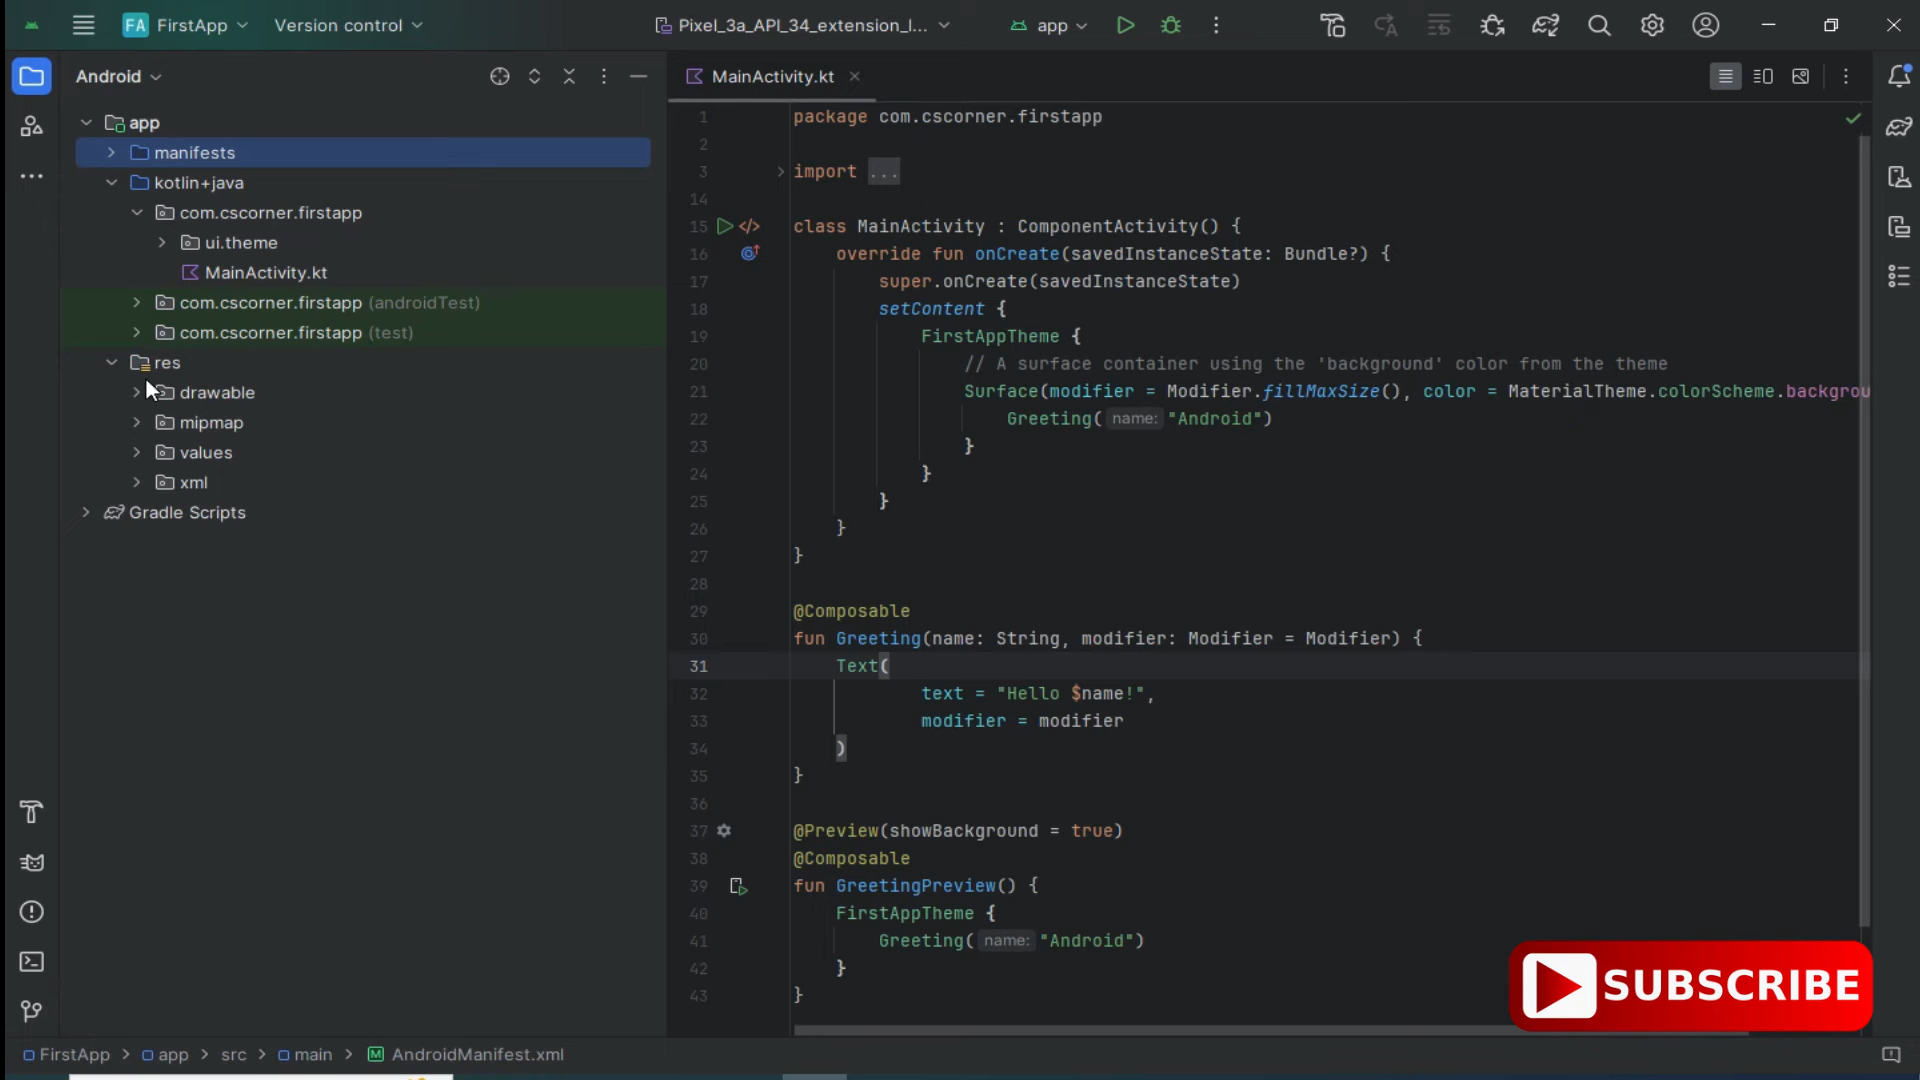 FA FirstApp Version control Pixel_3a_API_34_extension_l... app
Android
app
manifests
kotlin+java
com.cscorner.firstapp
ui.theme
MainActivity.kt
com.cscorner.firstapp (androidTest)
com.cscorner.firstapp (test)
res
drawable
mipmap
values
xml
Gradle Scripts
MainActivity.kt
1 package com.cscorner.firstapp
2
3 import ...
14
15 class MainActivity : ComponentActivity() {
16 override fun onCreate(savedInstanceState: Bundle?) {
17 super.onCreate(savedInstanceState)
18 setContent {
19 FirstAppTheme {
20 // A surface container using the 'background' color from the theme
21 Surface(modifier = Modifier.fillMaxSize(), color = MaterialTheme.colorScheme.backgrou
22 Greeting( name: "Android")
23 }
24 }
25 }
26 }
27 }
28
29 @Composable
30 fun Greeting(name: String, modifier: Modifier = Modifier) {
31 Text(
32 text = "Hello $name!",
33 modifier = modifier
34 )
35 }
36
37 @Preview(showBackground = true)
38 @Composable
39 fun GreetingPreview() {
40 FirstAppTheme {
41 Greeting( name: "Android")
42 }
43 }
SUBSCRIBE
FirstApp > app > src > main > AndroidManifest.xml